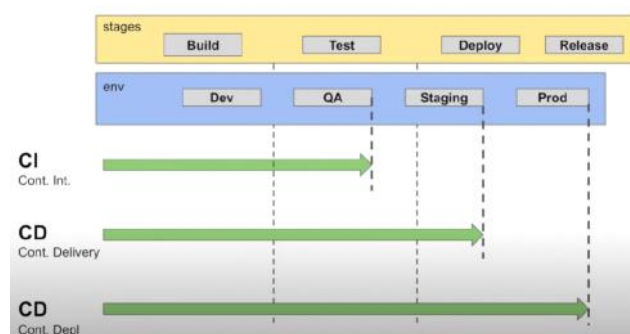 stages
Build Test Deploy Release
env
Dev QA Staging Prod
CI
Cont. Int.
CD
Cont. Delivery
CD
Cont. Depl